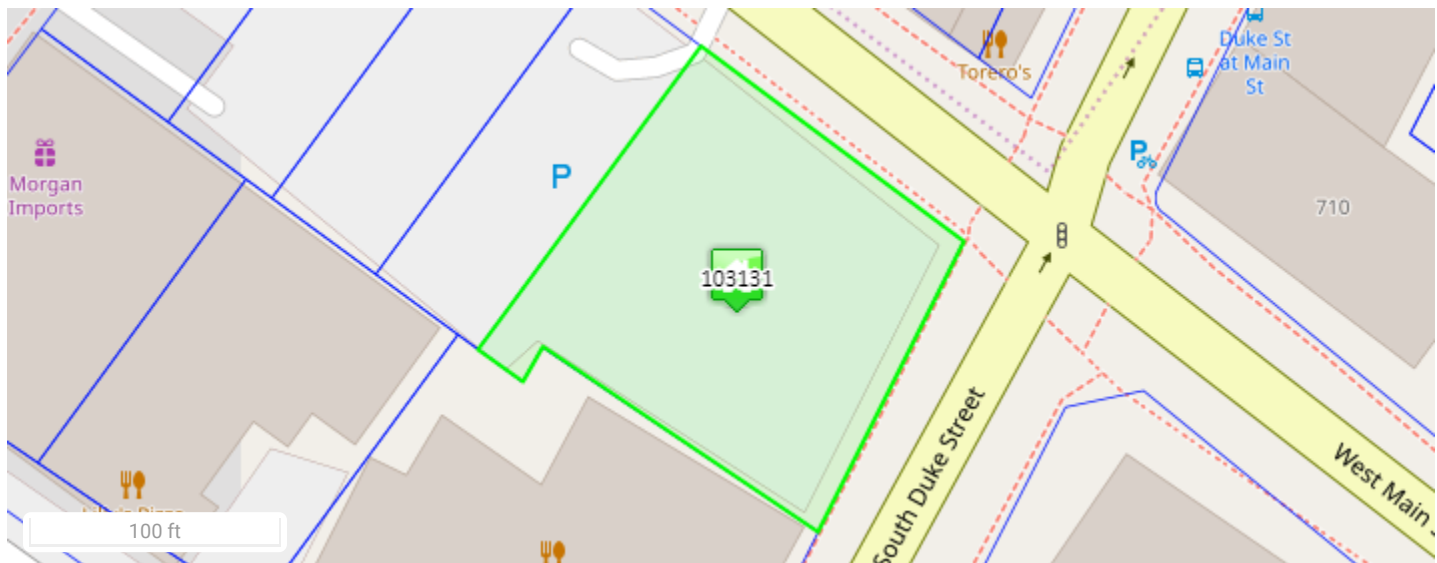 Torero's
Duke St
at Main
St
P
Morgan
Imports
P
710
103131
South Duke Street
West Main
100 ft